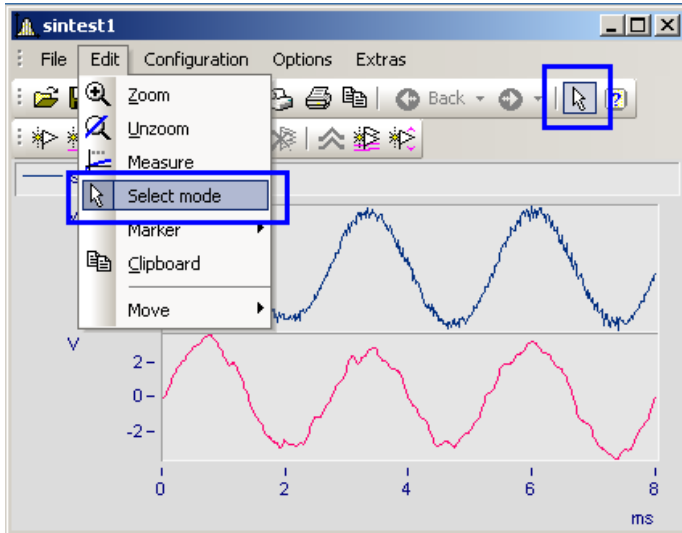 sintest1
File Edit Configuration Options Extras
Back
Zoom
Unzoom
Measure
Select mode
Marker
Clipboard
Move
V
2
0
-2
0 2 4 6 8
ms